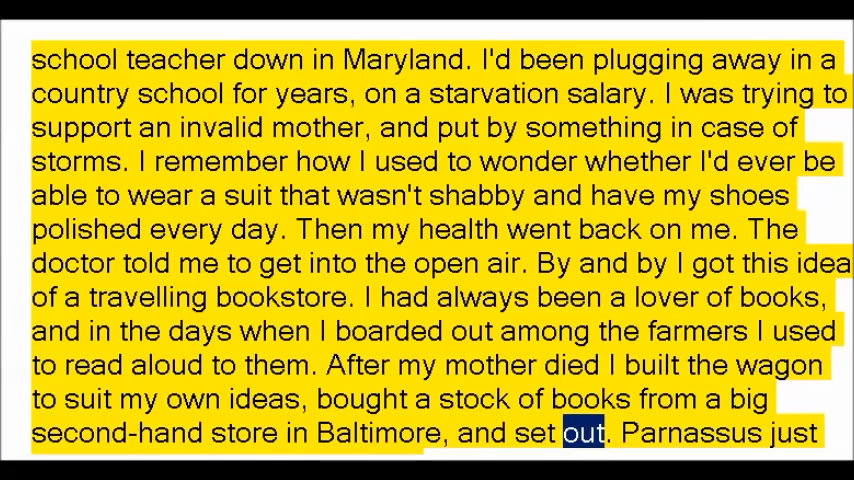 school teacher down in Maryland. I'd been plugging away in a
country school for years, on a starvation salary. I was trying to
support an invalid mother, and put by something in case of
storms. I remember how I used to wonder whether I'd ever be
able to wear a suit that wasn't shabby and have my shoes
polished every day. Then my health went back on me. The
doctor told me to get into the open air. By and by I got this idea
of a travelling bookstore. I had always been a lover of books,
and in the days when I boarded out among the farmers I used
to read aloud to them. After my mother died I built the wagon
to suit my own ideas, bought a stock of books from a big
second-hand store in Baltimore, and set out. Parnassus just